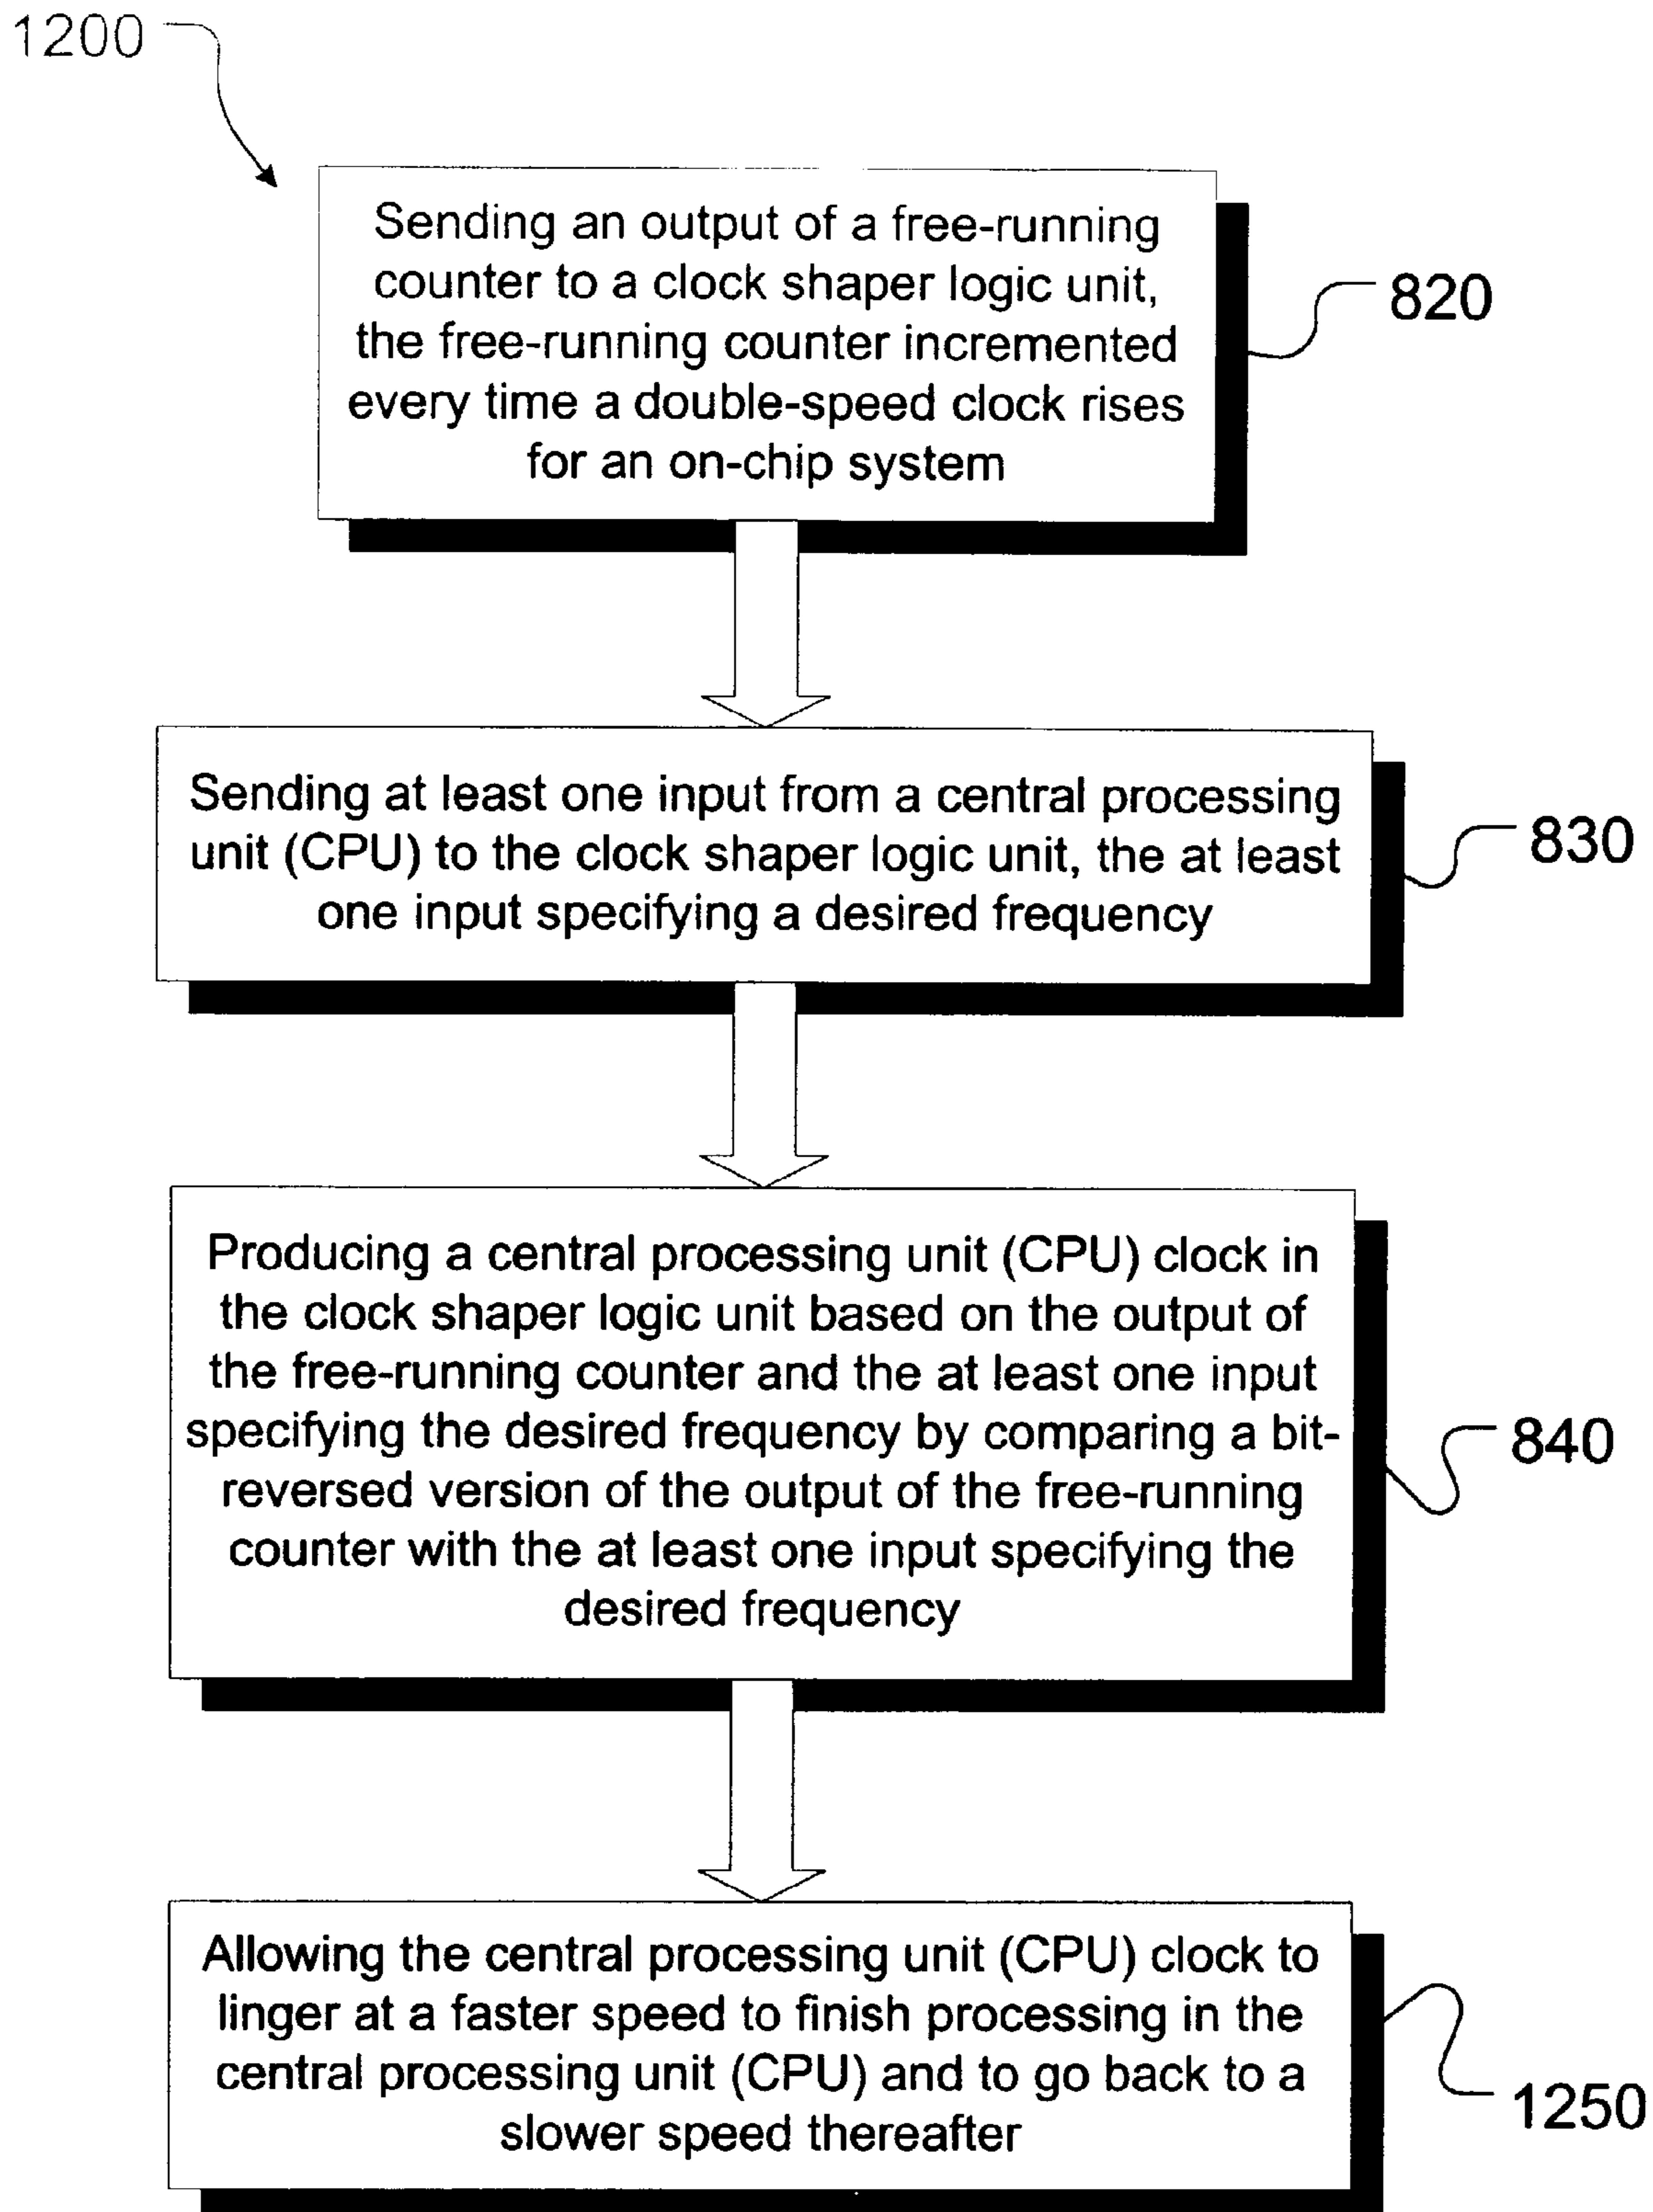 1200
Sending an output of a free-running
counter to a clock shaper logic unit,
the free-running counter incremented
every time a double-speed clock rises
for an on-chip system
820
Sending at least one input from a central processing
unit (CPU) to the clock shaper logic unit, the at least
one input specifying a desired frequency
830
Producing a central processing unit (CPU) clock in
the clock shaper logic unit based on the output of
the free-running counter and the at least one input
specifying the desired frequency by comparing a bit-
reversed version of the output of the free-running
counter with the at least one input specifying the
desired frequency
840
Allowing the central processing unit (CPU) clock to
linger at a faster speed to finish processing in the
central processing unit (CPU) and to go back to a
slower speed thereafter
1250